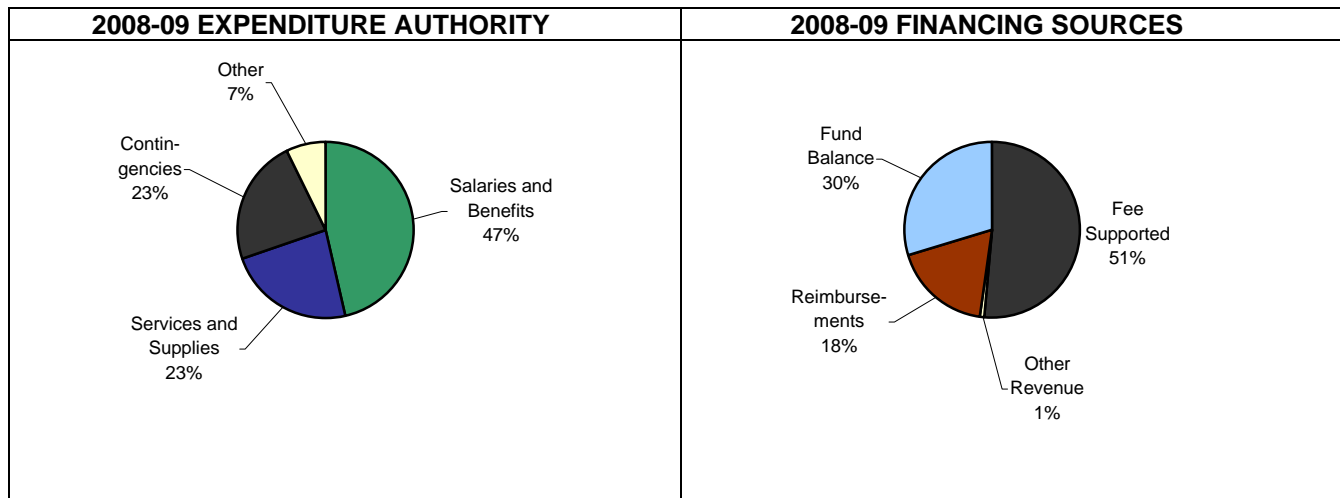 2008-09 EXPENDITURE AUTHORITY
Other
7%
Contin-
gencies
23%
Salaries and
Benefits
47%
Services and
Supplies
23%
2008-09 FINANCING SOURCES
Fund
Balance
30%
Fee
Supported
51%
Reimburse-
ments
18%
Other
Revenue
1%